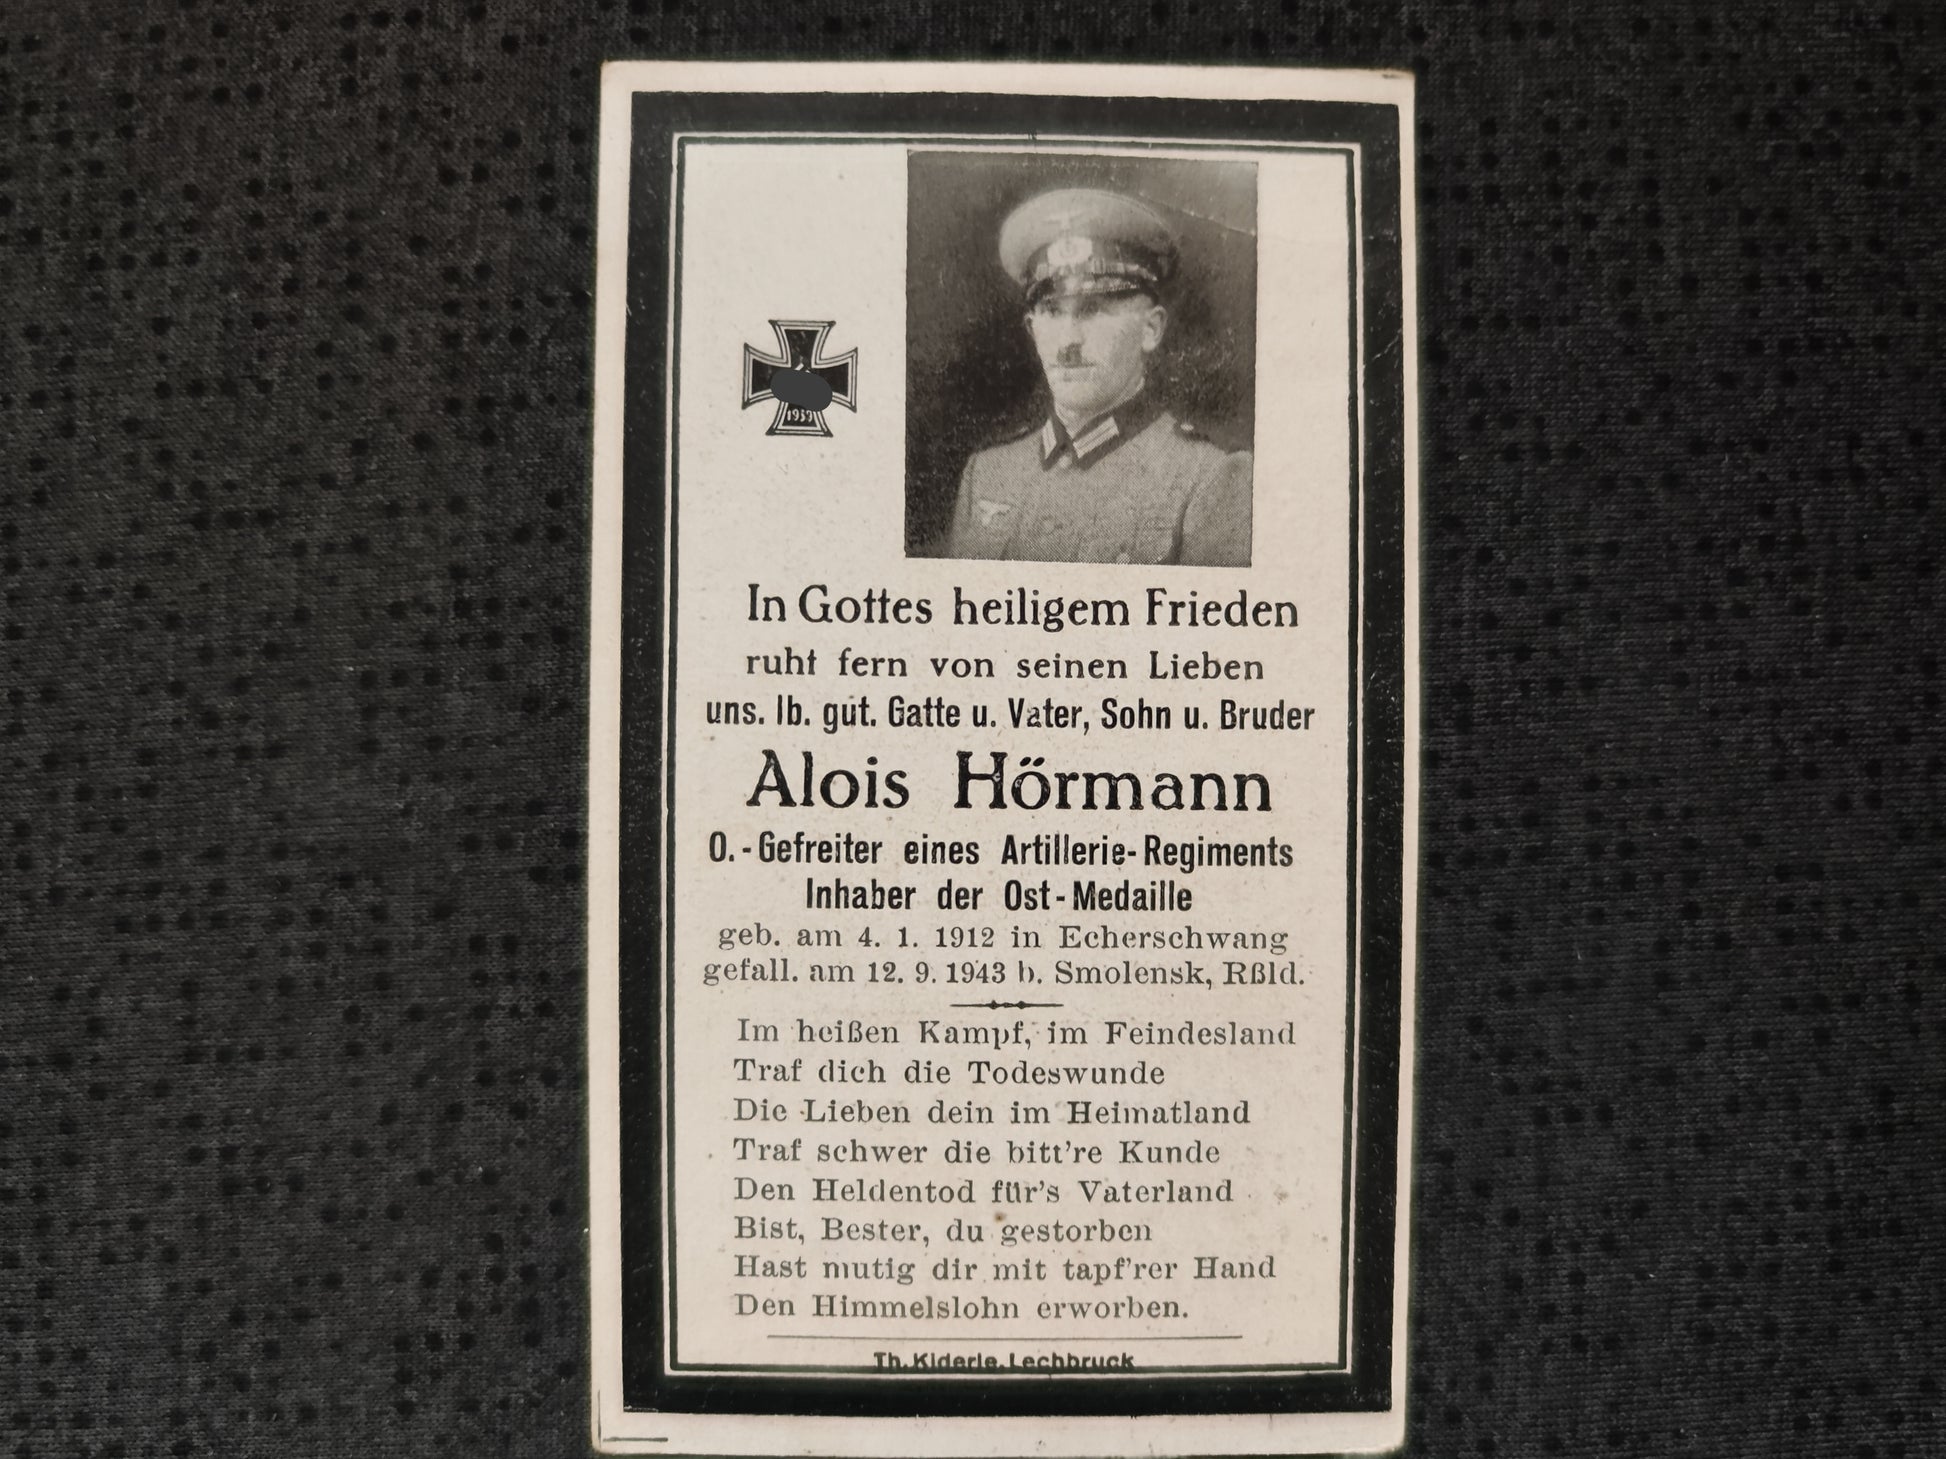 1939
In Gottes heiligem Frieden
ruht fern von seinen Lieben
uns. lb. gut. Gatte u. Vater, Sohn u. Bruder
Alois Hörmann
O.-Gefreiter eines Artillerie-Regiments
Inhaber der Ost-Medaille
geb. am 4. 1. 1912 in Echerschwang
gefall. am 12. 9. 1943 b. Smolensk, Rßld.
Im heißen Kampf, im Feindesland
Traf dich die Todeswunde
Die Lieben dein im Heimatland
Traf schwer die bitt're Kunde
Den Heldentod für's Vaterland
Bist, Bester, du gestorben
Hast mutig dir mit tapf'rer Hand
Den Himmelslohn erworben.
Th. Kiderle, Lechbruck